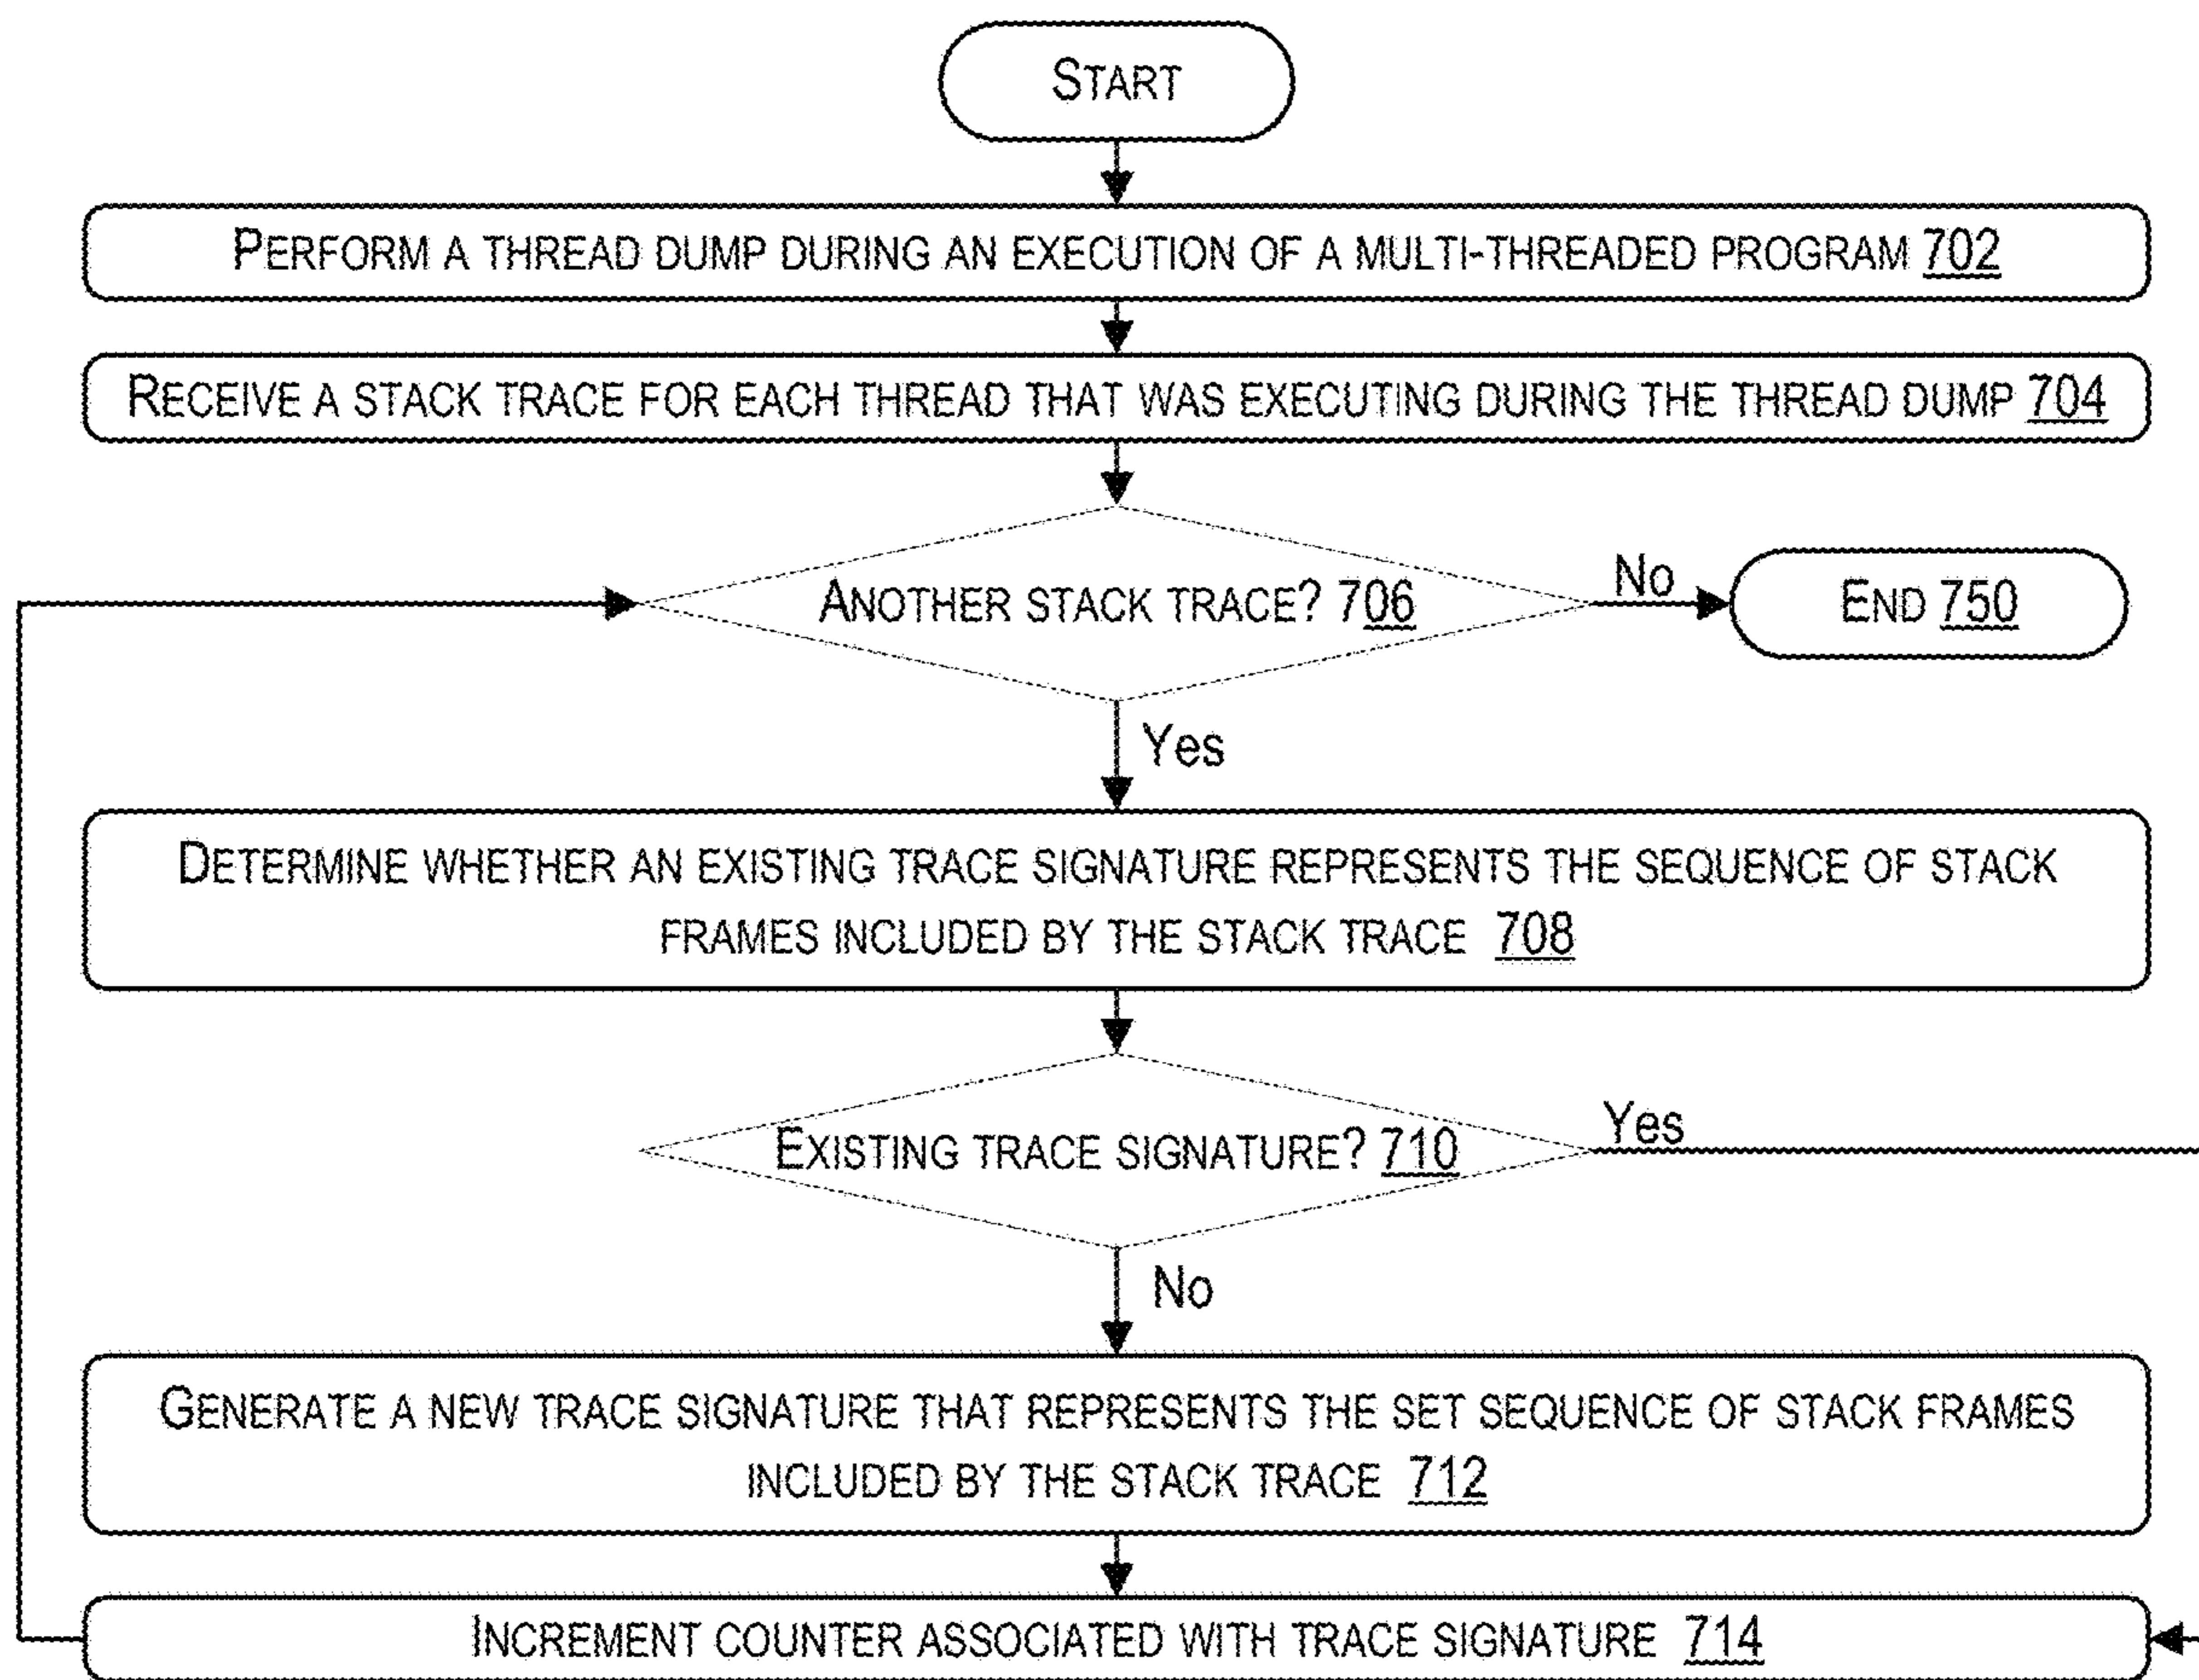 START
PERFORM A THREAD DUMP DURING AN EXECUTION OF A MULTI-THREADED PROGRAM 702
RECEIVE A STACK TRACE FOR EACH THREAD THAT WAS EXECUTING DURING THE THREAD DUMP 704
ANOTHER STACK TRACE? 706
No
END 750
Yes
DETERMINE WHETHER AN EXISTING TRACE SIGNATURE REPRESENTS THE SEQUENCE OF STACK
FRAMES INCLUDED BY THE STACK TRACE 708
EXISTING TRACE SIGNATURE? 710
Yes
No
GENERATE A NEW TRACE SIGNATURE THAT REPRESENTS THE SET SEQUENCE OF STACK FRAMES
INCLUDED BY THE STACK TRACE 712
INCREMENT COUNTER ASSOCIATED WITH TRACE SIGNATURE 714